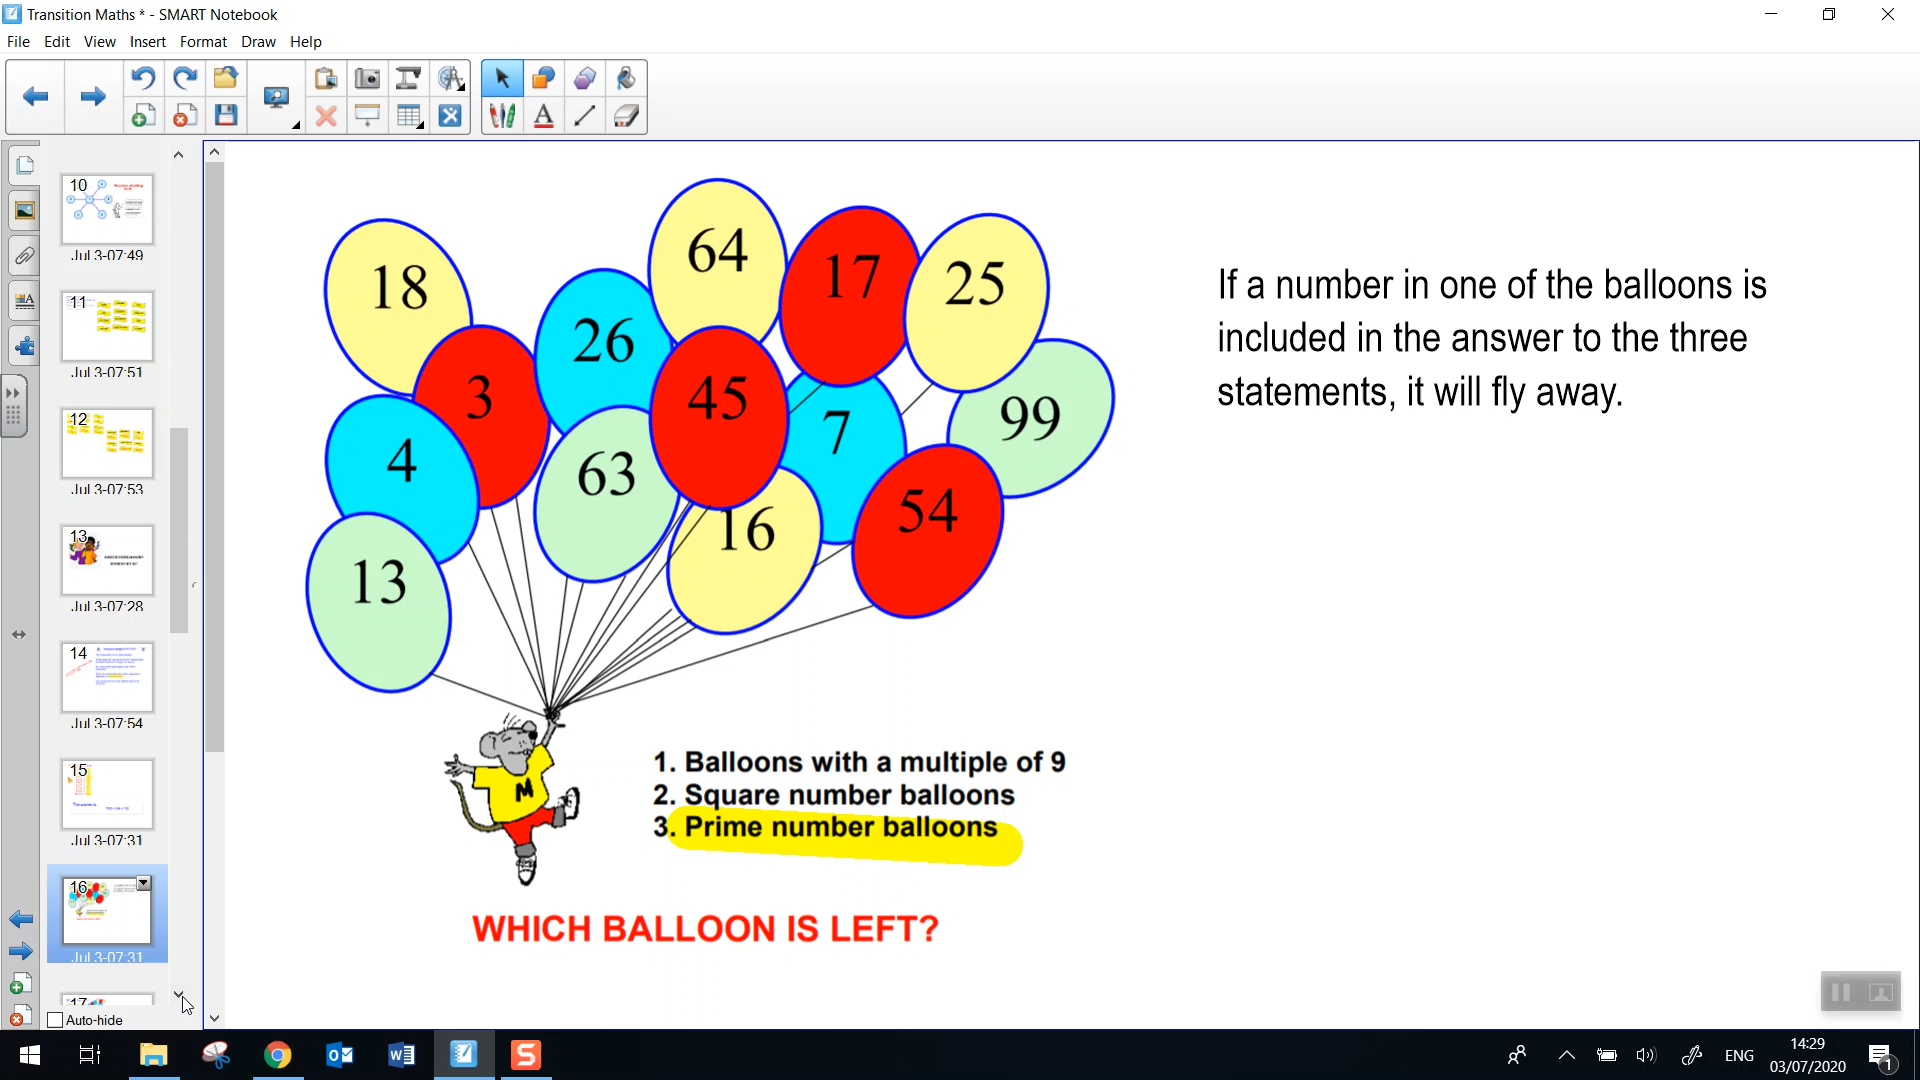 Transition Maths * - SMART Notebook
File Edit View Insert Format Draw Help
10
Jul 3-07:49
11
Jul 3-07:51
12
Jul 3-07:53
13
Jul 3-07:28
14
Jul 3-07:54
15
Jul 3-07:31
16
Jul 3-07:31
17
Auto-hide
64
17
25
18
26
3
45
99
7
4
63
54
16
13
M
If a number in one of the balloons is
included in the answer to the three
statements, it will fly away.
1. Balloons with a multiple of 9
2. Square number balloons
3. Prime number balloons
WHICH BALLOON IS LEFT?
ENG
14:29
03/07/2020
1